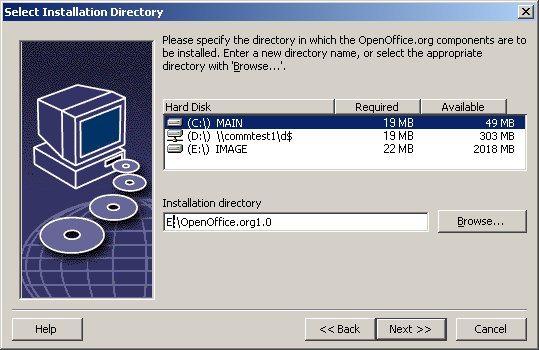 Select Installation Directory
Please specify the directory in which the OpenOffice.org components are to
be installed. Enter a new directory name, or select the appropriate
directory with 'Browse...'.
Hard Disk Required Available
(C:\) MAIN 19 MB 49 MB
(D:\) \\commtest1\d$ 19 MB 303 MB
(E:\) IMAGE 22 MB 2018 MB
Installation directory
E:\OpenOffice.org1.0
Browse...
Help
<< Back
Next >>
Cancel